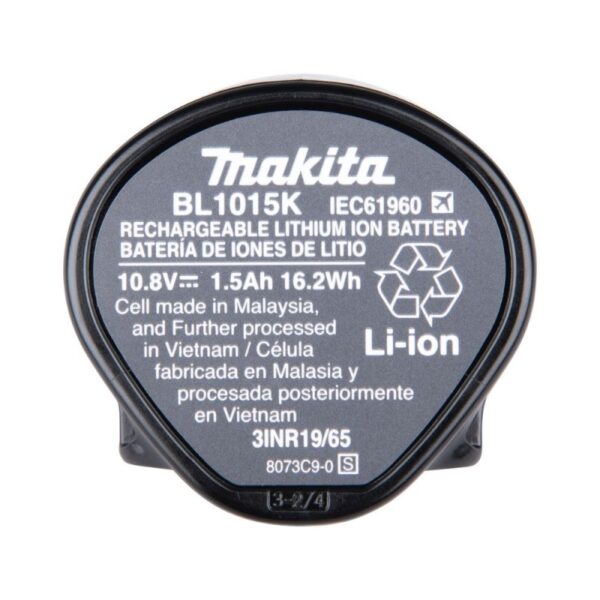 makita
BL1015K IEC61960
RECHARGEABLE LITHIUM ION BATTERY
BATERÍA DE IONES DE LITIO
10.8V⎓ 1.5Ah 16.2Wh
Cell made in Malaysia,
and Further processed
in Vietnam / Célula
fabricada en Malasia y
procesada posteriormente
en Vietnam
Li-ion
3INR19/65
8073C9-0 S
3-2/4